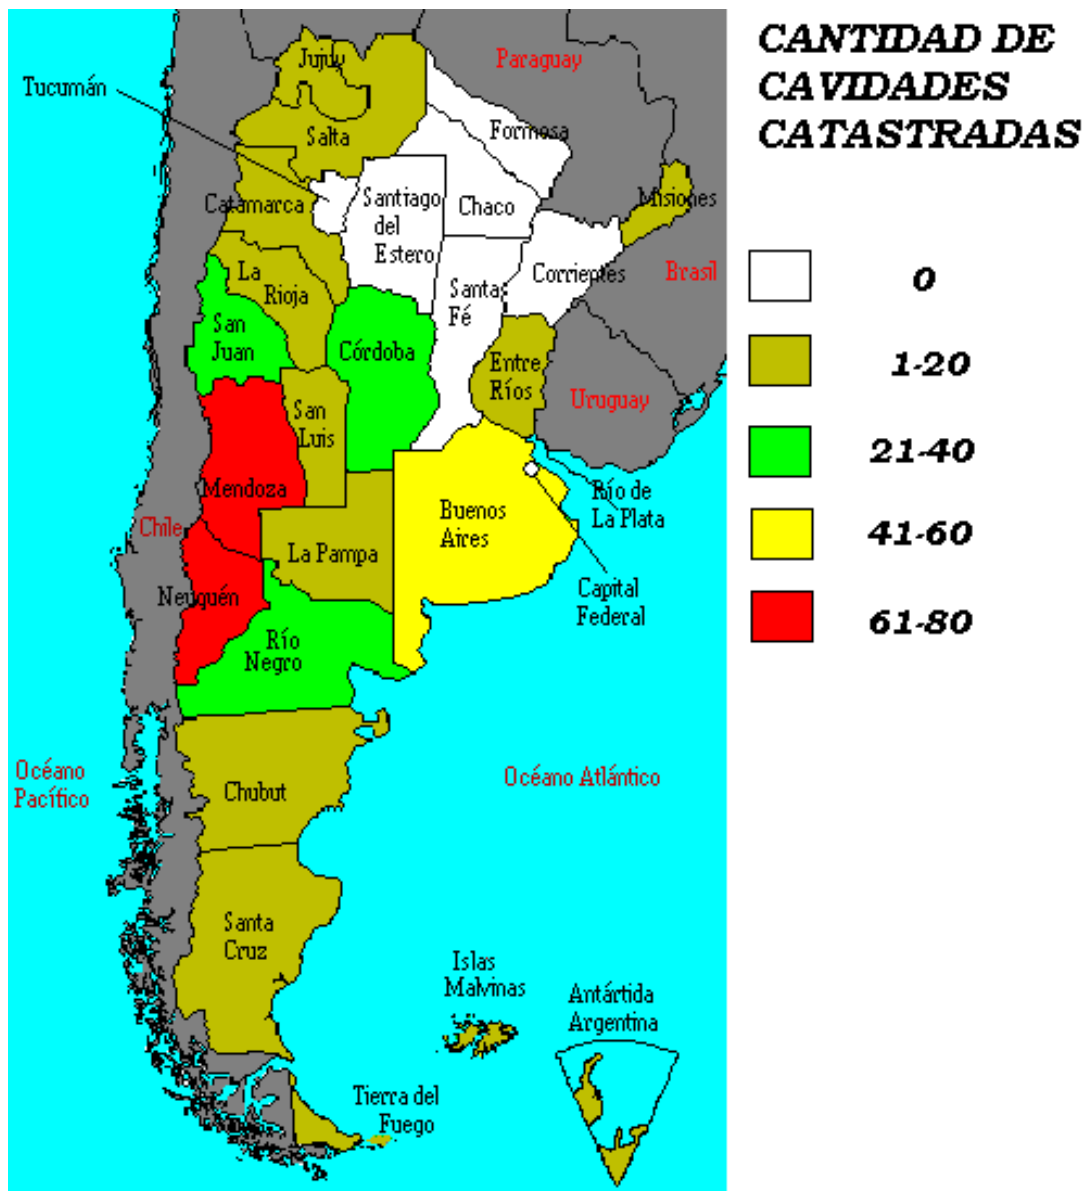 CANTIDAD DE
CAVIDADES
CATASTRADAS
0
1-20
21-40
41-60
61-80
Jujuy
Paraguay
Tucumán
Salta
Formosa
Catamarca
Santiago
del
Estero
Chaco
Misiones
La
Rioja
Santa
Fé
Corrientes
Brasil
San
Juan
Córdoba
Entre
Ríos
Uruguay
San
Luis
Mendoza
Buenos
Aires
Río de
La Plata
Chile
La Pampa
Capital
Federal
Neuquén
Río
Negro
Océano
Pacífico
Chubut
Océano Atlántico
Santa
Cruz
Islas
Malvinas
Antártida
Argentina
Tierra del
Fuego